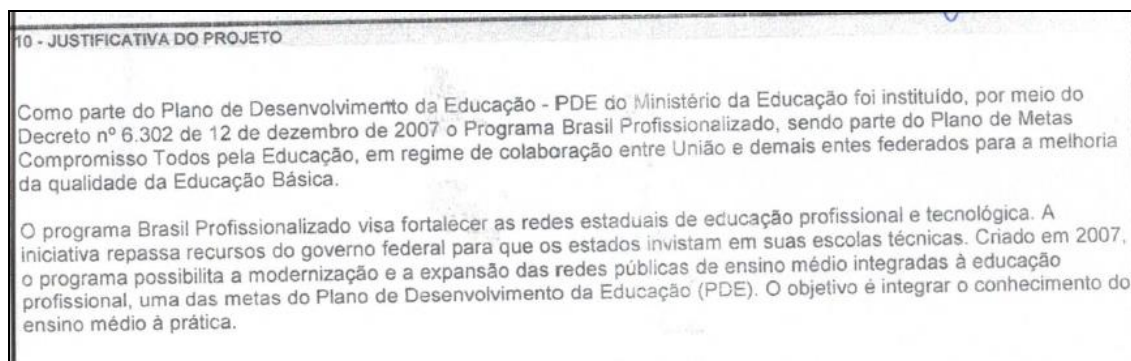 10 - JUSTIFICATIVA DO PROJETO
Como parte do Plano de Desenvolvimento da Educação - PDE do Ministério da Educação foi instituído, por meio do
Decreto nº 6.302 de 12 de dezembro de 2007 o Programa Brasil Profissionalizado, sendo parte do Plano de Metas
Compromisso Todos pela Educação, em regime de colaboração entre União e demais entes federados para a melhoria
da qualidade da Educação Básica.
O programa Brasil Profissionalizado visa fortalecer as redes estaduais de educação profissional e tecnológica. A
iniciativa repassa recursos do governo federal para que os estados invistam em suas escolas técnicas. Criado em 2007,
o programa possibilita a modernização e a expansão das redes públicas de ensino médio integradas à educação
profissional, uma das metas do Plano de Desenvolvimento da Educação (PDE). O objetivo é integrar o conhecimento do
ensino médio à prática.